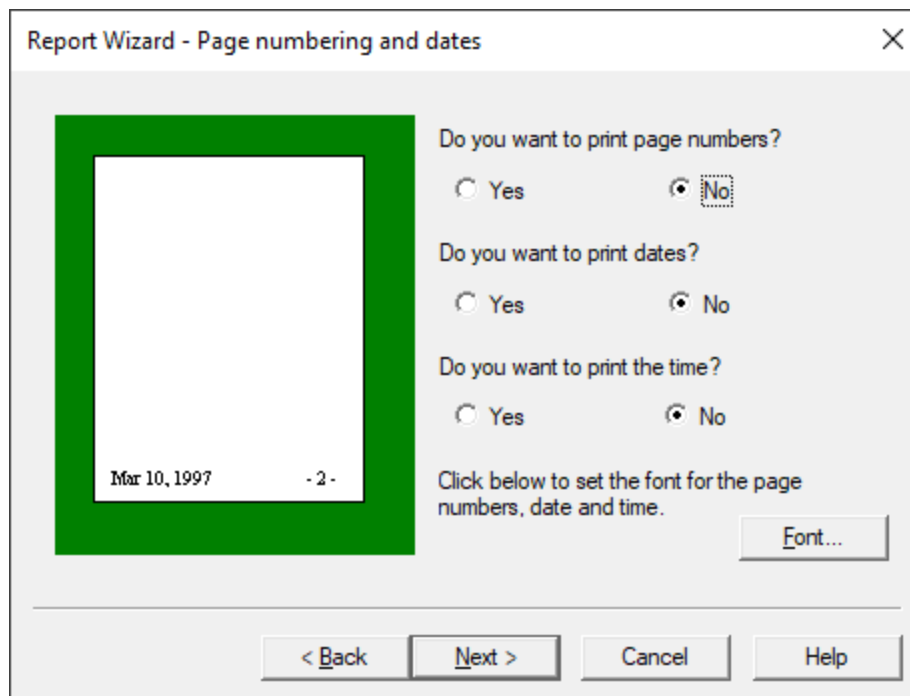 Report Wizard - Page numbering and dates
Do you want to print page numbers?
Yes No
Do you want to print dates?
Yes No
Do you want to print the time?
Yes No
Mar 10, 1997 - 2 -
Click below to set the font for the page
numbers, date and time.
Font...
< Back Next > Cancel Help